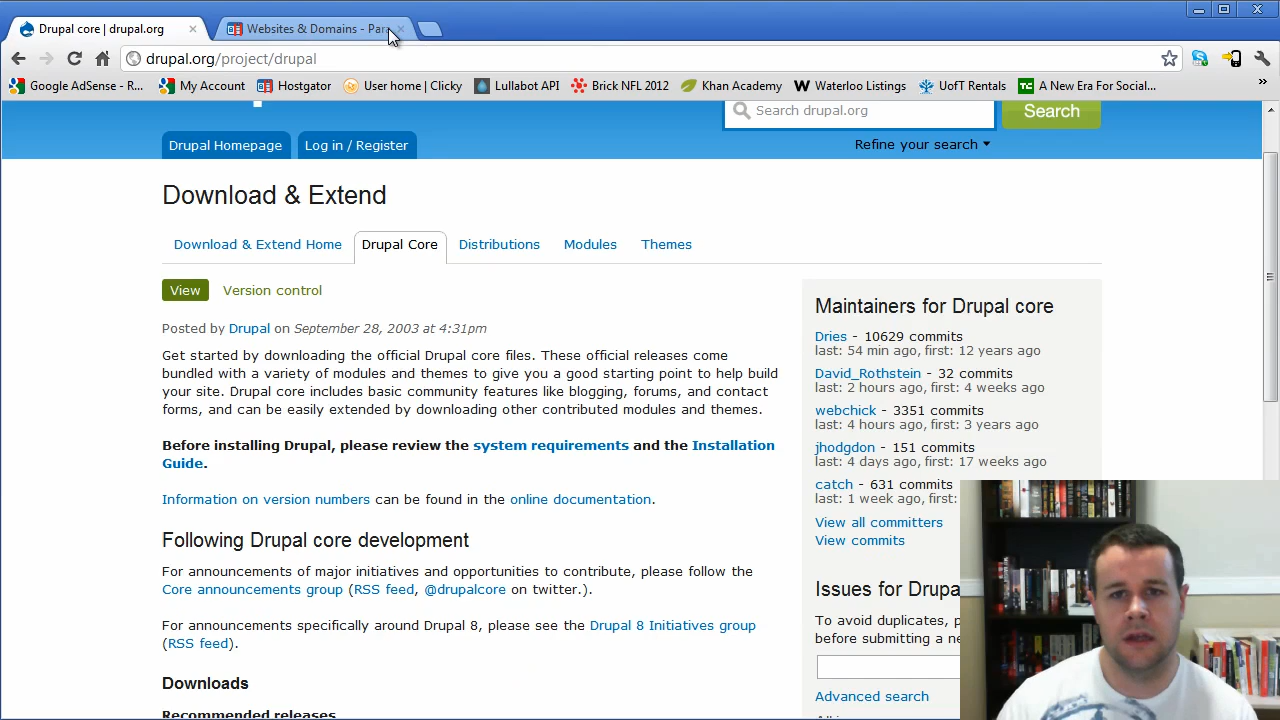 Drupal core | drupal.org
Websites & Domains - Par
drupal.org/project/drupal
Google AdSense - R...
My Account
Hostgator
User home | Clicky
Lullabot API
Brick NFL 2012
Khan Academy
Waterloo Listings
UofT Rentals
A New Era For Social...
Search drupal.org
Search
Drupal Homepage
Log in / Register
Refine your search
Download & Extend
Download & Extend Home
Drupal Core
Distributions
Modules
Themes
View
Version control
Posted by Drupal on September 28, 2003 at 4:31pm
Get started by downloading the official Drupal core files. These official releases come
bundled with a variety of modules and themes to give you a good starting point to help build
your site. Drupal core includes basic community features like blogging, forums, and contact
forms, and can be easily extended by downloading other contributed modules and themes.
Before installing Drupal, please review the system requirements and the Installation
Guide.
Information on version numbers can be found in the online documentation.
Following Drupal core development
For announcements of major initiatives and opportunities to contribute, please follow the
Core announcements group (RSS feed, @drupalcore on twitter.).
For announcements specifically around Drupal 8, please see the Drupal 8 Initiatives group
(RSS feed).
Downloads
Recommended releases
Maintainers for Drupal core
Dries - 10629 commits
last: 54 min ago, first: 12 years ago
David_Rothstein - 32 commits
last: 2 hours ago, first: 4 weeks ago
webchick - 3351 commits
last: 4 hours ago, first: 3 years ago
jhodgdon - 151 commits
last: 4 days ago, first: 17 weeks ago
catch - 631 commits
last: 1 week ago, first:
View all committers
View commits
Issues for Drupa
To avoid duplicates, p
before submitting a ne
Advanced search